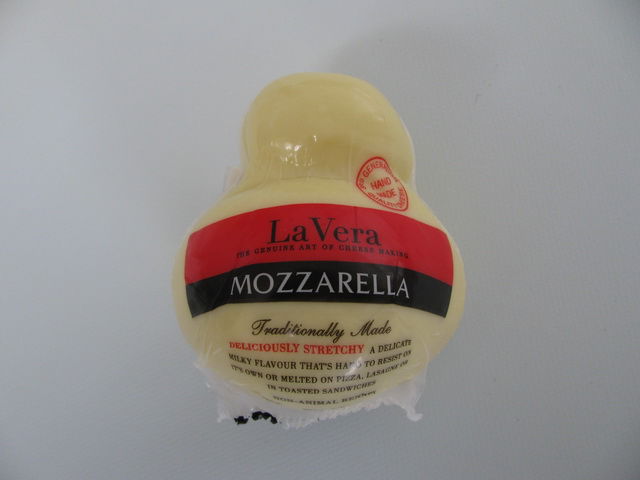 HAND
MADE
La Vera
THE GENUINE ART OF CHEESE MAKING
MOZZARELLA
Traditionally Made
DELICIOUSLY STRETCHY A DELICATE
MILKY FLAVOUR THAT'S HARD TO RESIST ON
IT'S OWN OR MELTED ON PIZZA, LASAGNE OR
IN TOASTED SANDWICHES
NON-ANIMAL RENNET